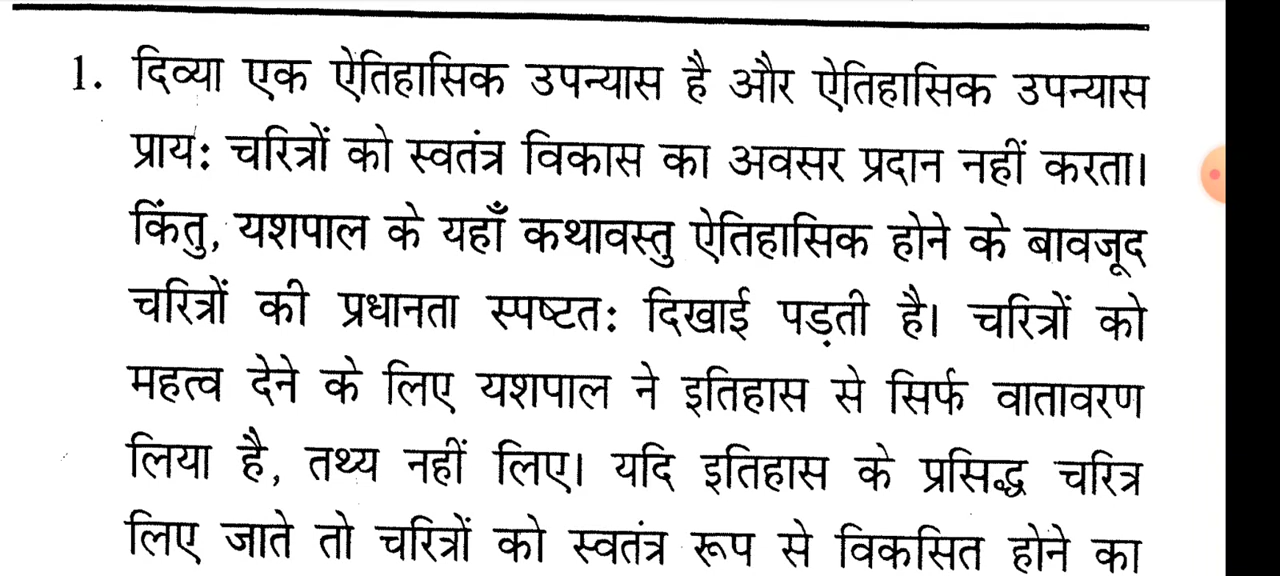 1. दिव्या एक ऐतिहासिक उपन्यास है और ऐतिहासिक उपन्यास
प्राय: चरित्रों को स्वतंत्र विकास का अवसर प्रदान नहीं करता।
किंतु, यशपाल के यहाँ कथावस्तु ऐतिहासिक होने के बावजूद
चरित्रों की प्रधानता स्पष्टत: दिखाई पड़ती है। चरित्रों को
महत्व देने के लिए यशपाल ने इतिहास से सिर्फ वातावरण
लिया है, तथ्य नहीं लिए। यदि इतिहास के प्रसिद्ध चरित्र
लिए जाते तो चरित्रों को स्वतंत्र रूप से विकसित होने का